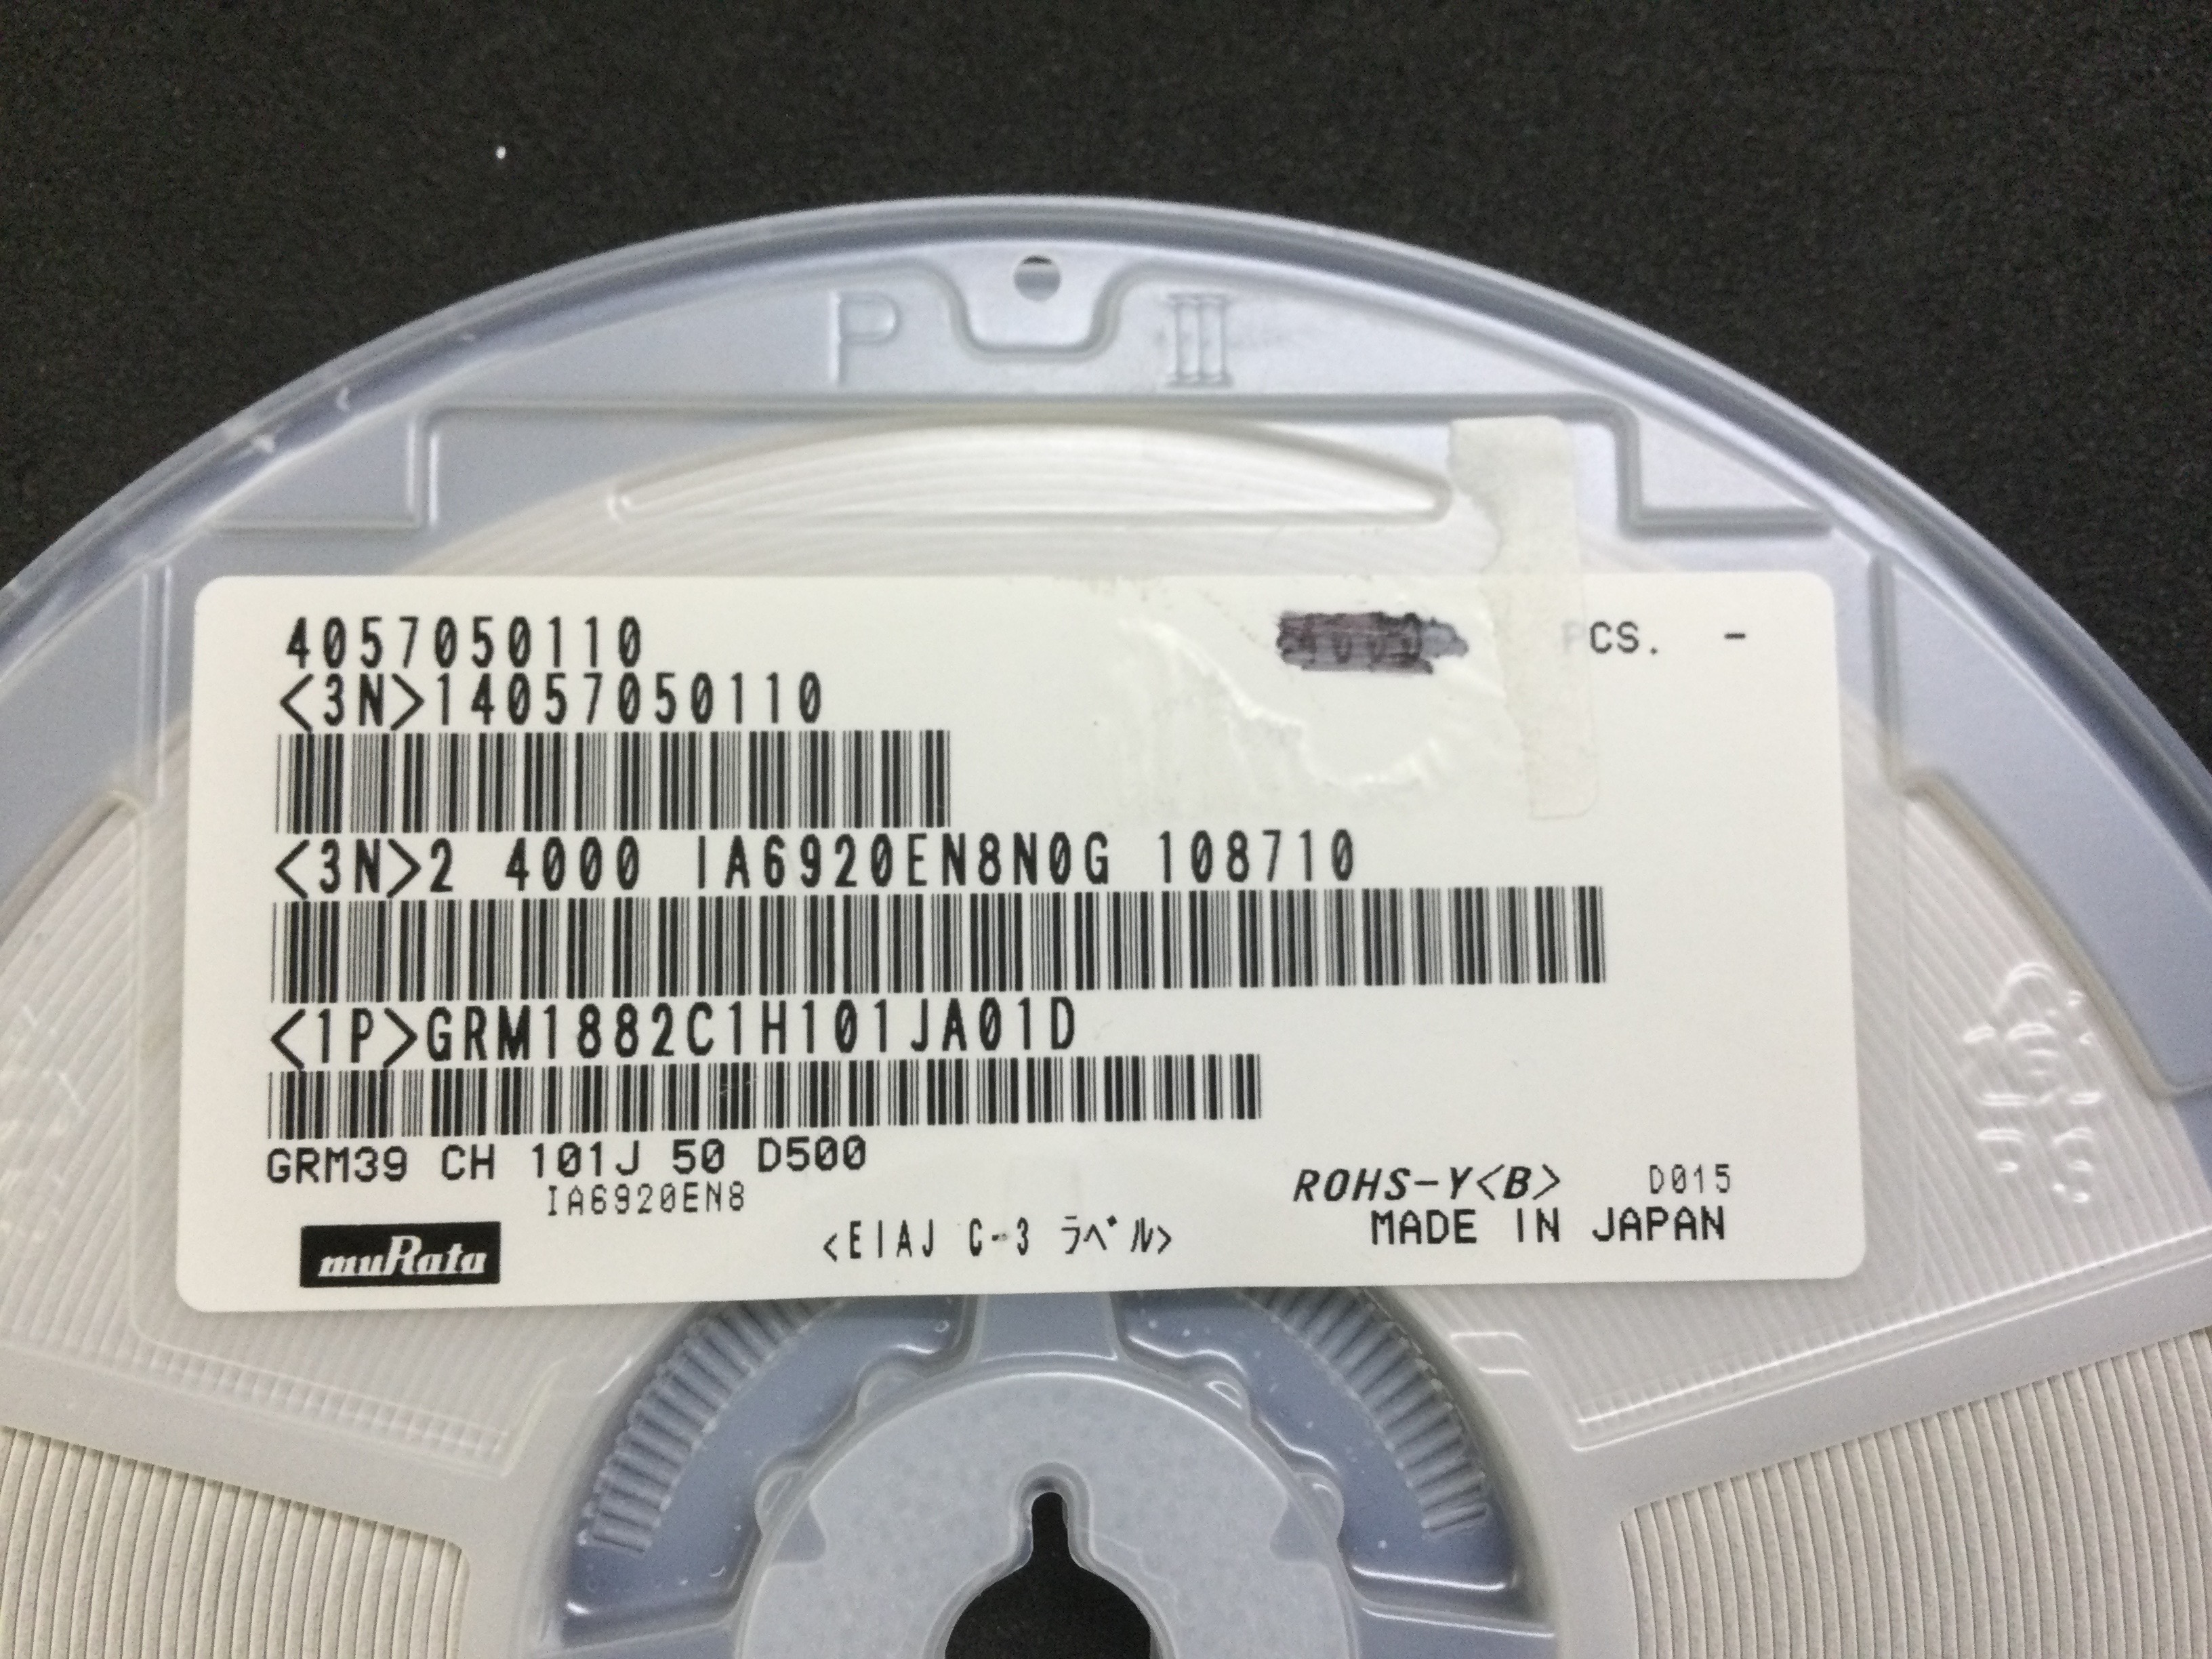 P III
4057050110 PCS. -
<3N>14057050110
<3N>2 4000 IA6920EN8N0G 108710
<1P>GRM1882C1H101JA01D
GRM39 CH 101J 50 D500
IA6920EN8
ROHS-Y<B> D015
muRata
<EIAJ C-3 ﾗﾍﾞﾙ>
MADE IN JAPAN